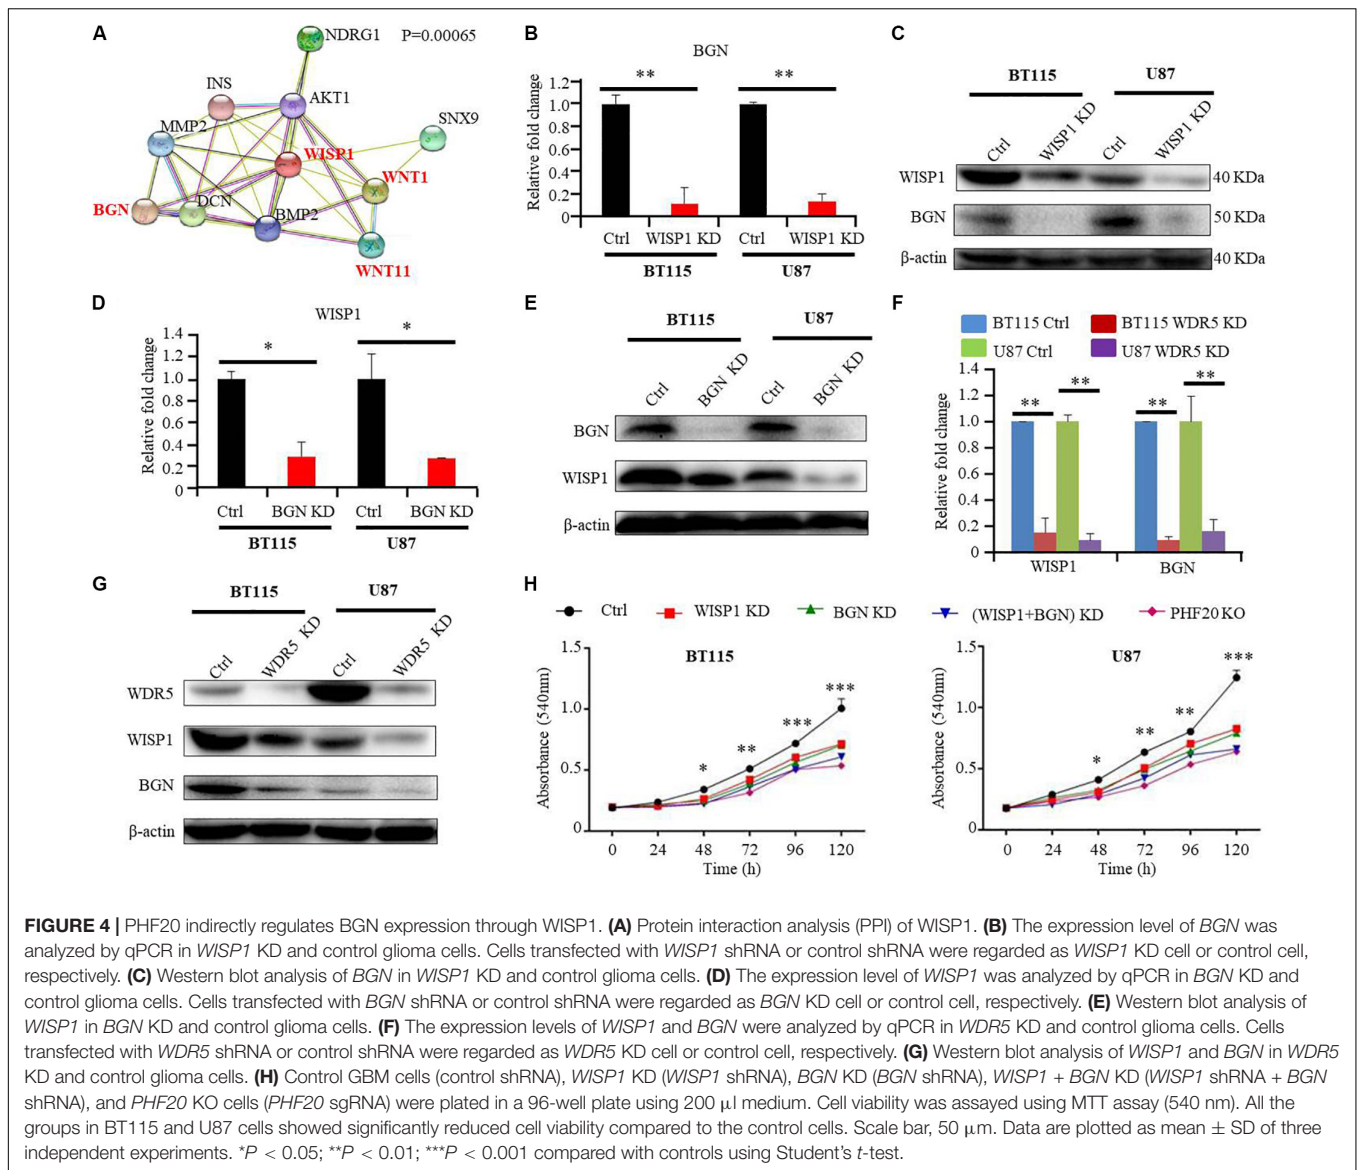 A
NDRG1
P=0.00065
INS
AKT1
SNX9
MMP2
WISP1
WNT1
BGN
DCN
BMP2
WNT11
B
BGN
**
**
Relative fold change
1.2
1.0
0.8
0.6
0.4
0.2
0
Ctrl
WISP1 KD
Ctrl
WISP1 KD
BT115
U87
C
BT115
U87
Ctrl
WISP1 KD
Ctrl
WISP1 KD
WISP1
40 KDa
BGN
50 KDa
β-actin
40 KDa
D
WISP1
*
*
Relative fold change
1.4
1.2
1.0
0.8
0.6
0.4
0.2
0
Ctrl
BGN KD
Ctrl
BGN KD
BT115
U87
E
BT115
U87
Ctrl
BGN KD
Ctrl
BGN KD
BGN
WISP1
β-actin
F
BT115 Ctrl
BT115 WDR5 KD
U87 Ctrl
U87 WDR5 KD
Relative fold change
1.4
1.2
1.0
0.8
0.6
0.4
0.2
0
**
**
**
**
WISP1
BGN
G
BT115
U87
Ctrl
WDR5 KD
Ctrl
WDR5 KD
WDR5
WISP1
BGN
β-actin
H
Ctrl
WISP1 KD
BGN KD
(WISP1+BGN) KD
PHF20 KO
BT115
Absorbance (540nm)
1.5
1.0
0.5
0
*
**
***
***
0 24 48 72 96 120
Time (h)
U87
Absorbance (540nm)
1.5
1.0
0.5
0
*
**
**
***
0 24 48 72 96 120
Time (h)
FIGURE 4 | PHF20 indirectly regulates BGN expression through WISP1. (A) Protein interaction analysis (PPI) of WISP1. (B) The expression level of BGN was
analyzed by qPCR in WISP1 KD and control glioma cells. Cells transfected with WISP1 shRNA or control shRNA were regarded as WISP1 KD cell or control cell,
respectively. (C) Western blot analysis of BGN in WISP1 KD and control glioma cells. (D) The expression level of WISP1 was analyzed by qPCR in BGN KD and
control glioma cells. Cells transfected with BGN shRNA or control shRNA were regarded as BGN KD cell or control cell, respectively. (E) Western blot analysis of
WISP1 in BGN KD and control glioma cells. (F) The expression levels of WISP1 and BGN were analyzed by qPCR in WDR5 KD and control glioma cells. Cells
transfected with WDR5 shRNA or control shRNA were regarded as WDR5 KD cell or control cell, respectively. (G) Western blot analysis of WISP1 and BGN in WDR5
KD and control glioma cells. (H) Control GBM cells (control shRNA), WISP1 KD (WISP1 shRNA), BGN KD (BGN shRNA), WISP1 + BGN KD (WISP1 shRNA + BGN
shRNA), and PHF20 KO cells (PHF20 sgRNA) were plated in a 96-well plate using 200 μl medium. Cell viability was assayed using MTT assay (540 nm). All the
groups in BT115 and U87 cells showed significantly reduced cell viability compared to the control cells. Scale bar, 50 μm. Data are plotted as mean ± SD of three
independent experiments. *P < 0.05; **P < 0.01; ***P < 0.001 compared with controls using Student's t-test.